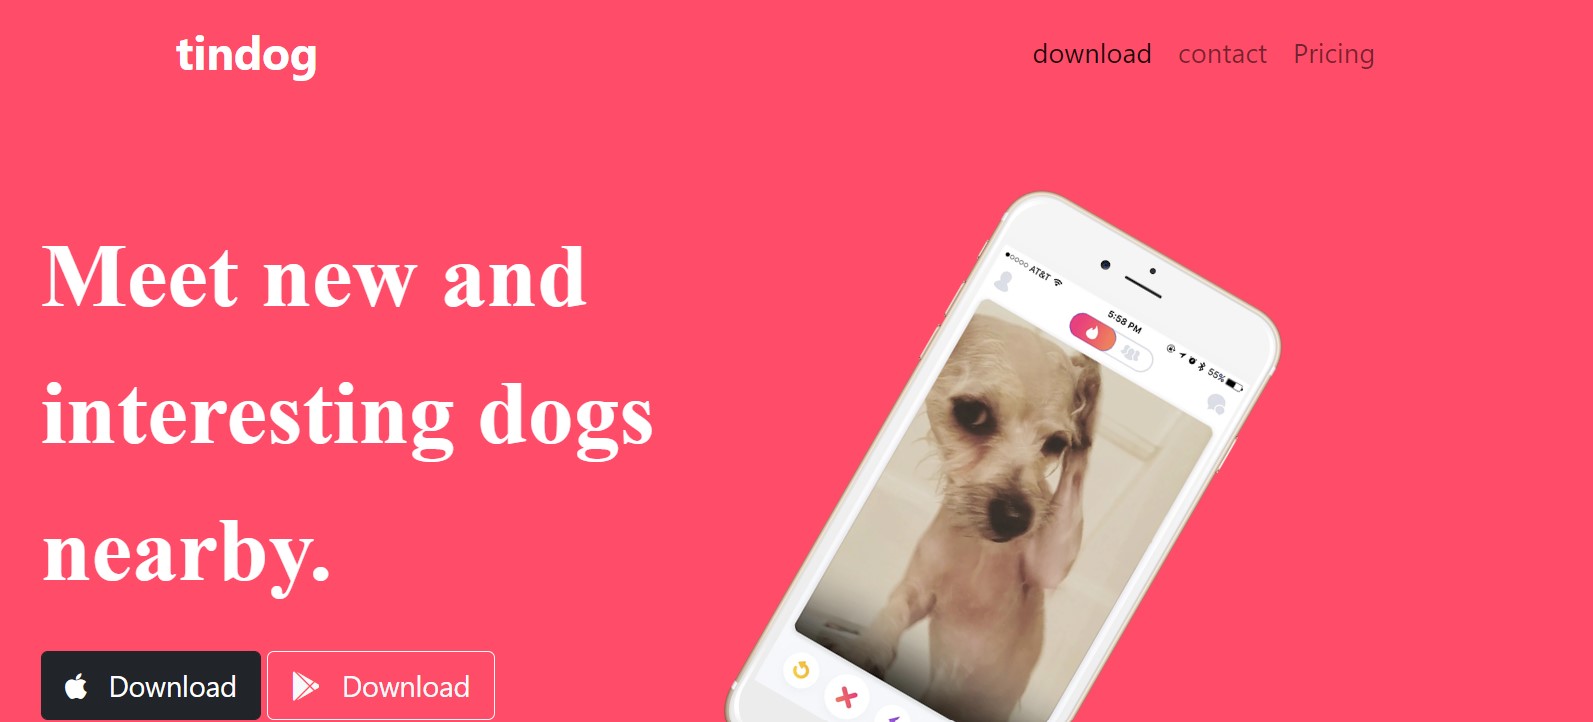 tindog
download contact Pricing
Meet new and
interesting dogs
nearby.
Download Download
AT&T
5:58 PM
55%